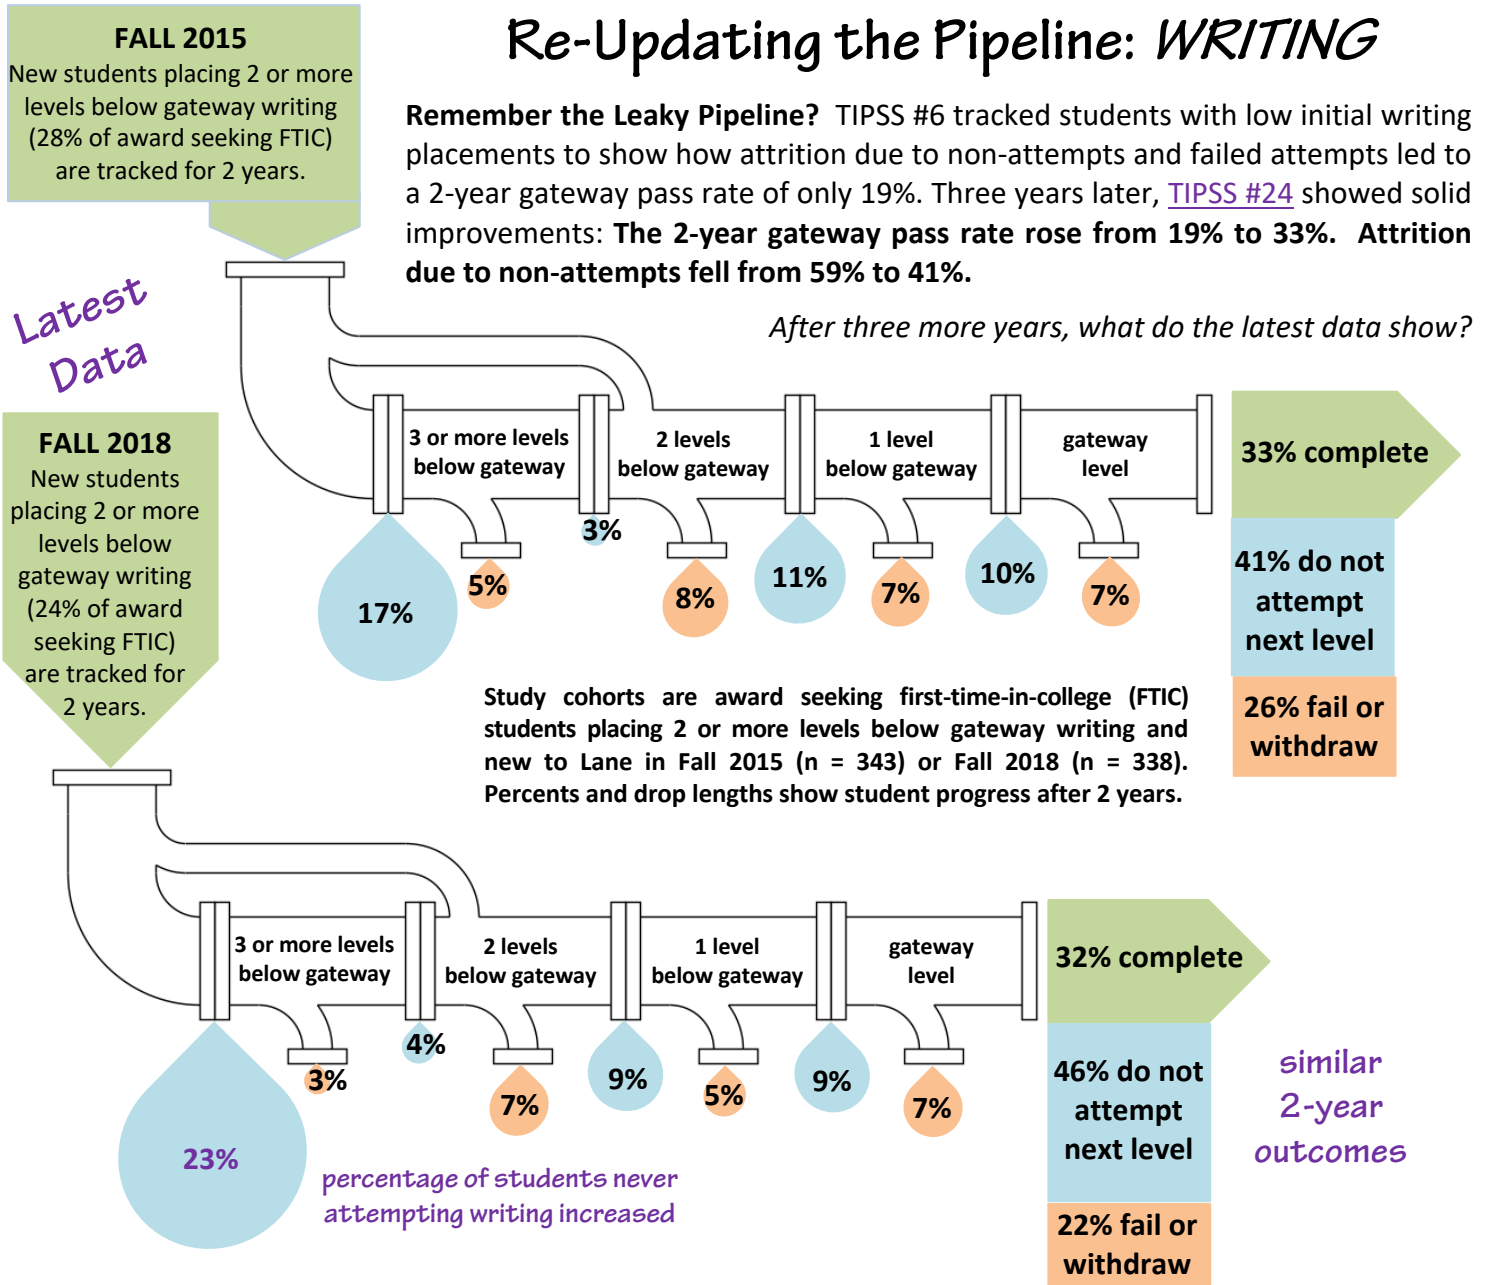 Re-Updating the Pipeline: WRITING
FALL 2015
New students placing 2 or more
levels below gateway writing
(28% of award seeking FTIC)
are tracked for 2 years.
Remember the Leaky Pipeline? TIPSS #6 tracked students with low initial writing
placements to show how attrition due to non-attempts and failed attempts led to
a 2-year gateway pass rate of only 19%. Three years later, TIPSS #24 showed solid
improvements: The 2-year gateway pass rate rose from 19% to 33%. Attrition
due to non-attempts fell from 59% to 41%.
After three more years, what do the latest data show?
Latest
Data
3 or more levels
below gateway
2 levels
below gateway
1 level
below gateway
gateway
level
33% complete
17%
5%
3%
8%
11%
7%
10%
7%
41% do not
attempt
next level
26% fail or
withdraw
FALL 2018
New students
placing 2 or more
levels below
gateway writing
(24% of award
seeking FTIC)
are tracked for
2 years.
Study cohorts are award seeking first-time-in-college (FTIC)
students placing 2 or more levels below gateway writing and
new to Lane in Fall 2015 (n = 343) or Fall 2018 (n = 338).
Percents and drop lengths show student progress after 2 years.
3 or more levels
below gateway
2 levels
below gateway
1 level
below gateway
gateway
level
32% complete
23%
3%
4%
7%
9%
5%
9%
7%
46% do not
attempt
next level
22% fail or
withdraw
similar
2-year
outcomes
percentage of students never
attempting writing increased